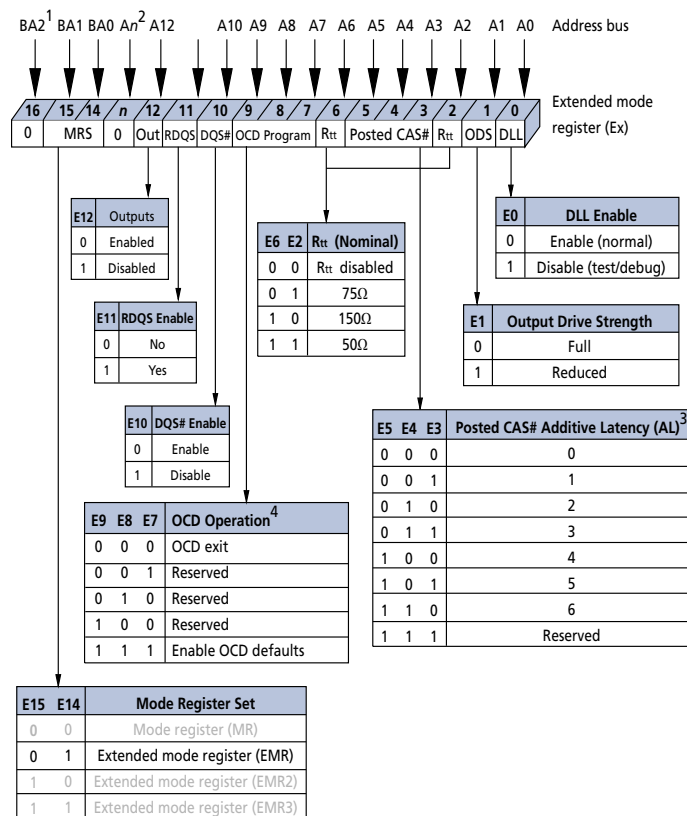 BA2¹ BA1 BA0 An² A12 A10 A9 A8 A7 A6 A5 A4 A3 A2 A1 A0 Address bus
16 15 14 n 12 11 10 9 8 7 6 5 4 3 2 1 0 Extended mode
register (Ex)
0 MRS 0 Out RDQS DQS# OCD Program Rtt Posted CAS# Rtt ODS DLL
E12 Outputs
0 Enabled
1 Disabled
E11 RDQS Enable
0 No
1 Yes
E10 DQS# Enable
0 Enable
1 Disable
E9 E8 E7 OCD Operation⁴
0 0 0 OCD exit
0 0 1 Reserved
0 1 0 Reserved
1 0 0 Reserved
1 1 1 Enable OCD defaults
E15 E14 Mode Register Set
0 0 Mode register (MR)
0 1 Extended mode register (EMR)
1 0 Extended mode register (EMR2)
1 1 Extended mode register (EMR3)
E6 E2 Rtt (Nominal)
0 0 Rtt disabled
0 1 75Ω
1 0 150Ω
1 1 50Ω
E0 DLL Enable
0 Enable (normal)
1 Disable (test/debug)
E1 Output Drive Strength
0 Full
1 Reduced
E5 E4 E3 Posted CAS# Additive Latency (AL)³
0 0 0 0
0 0 1 1
0 1 0 2
0 1 1 3
1 0 0 4
1 0 1 5
1 1 0 6
1 1 1 Reserved